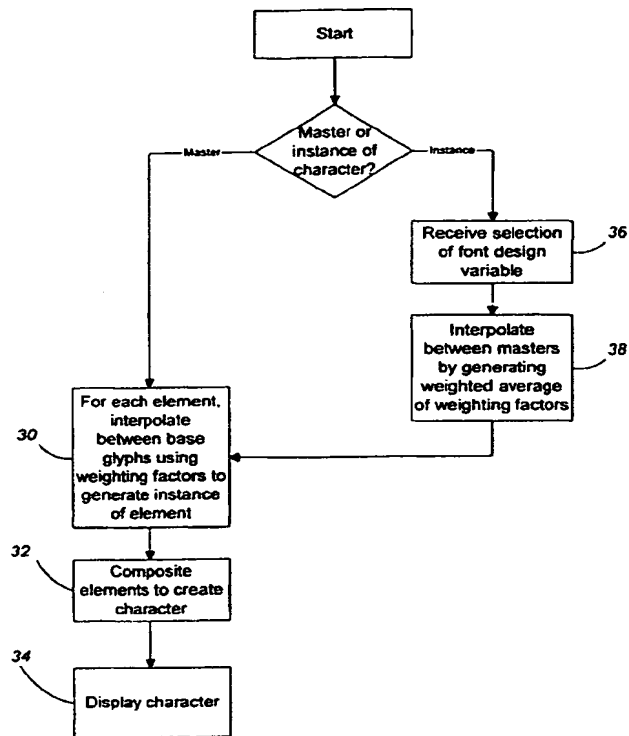 Start
Master or
instance of
character?
Master
Instance
Receive selection
of font design
variable
36
Interpolate
between masters
by generating
weighted average
of weighting factors
38
For each element,
interpolate
between base
glyphs using
weighting factors to
generate instance
of element
30
Composite
elements to create
character
32
Display character
34